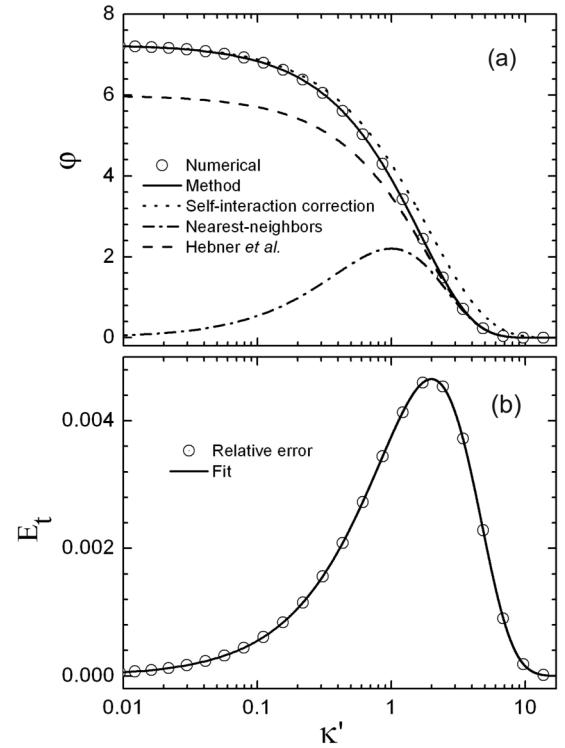 8
(a)
6
φ
4
2
0
Numerical
Method
Self-interaction correction
Nearest-neighbors
Hebner et al.
(b)
0.004
Relative error
Fit
E_t
0.002
0.000
0.01 0.1 1 10
κ'